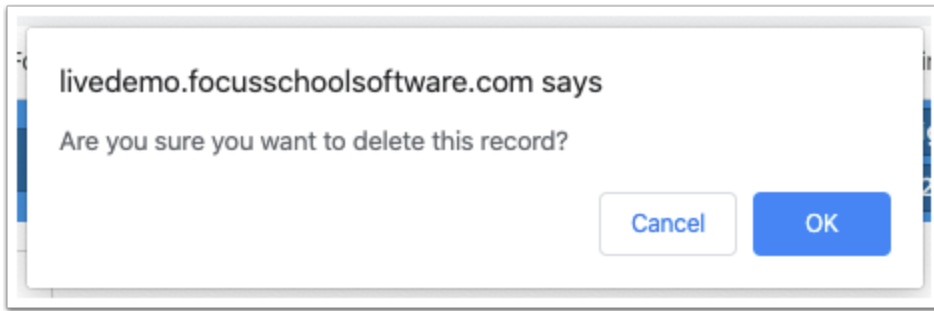 livedemo.focusschoolsoftware.com says
Are you sure you want to delete this record?
Cancel OK